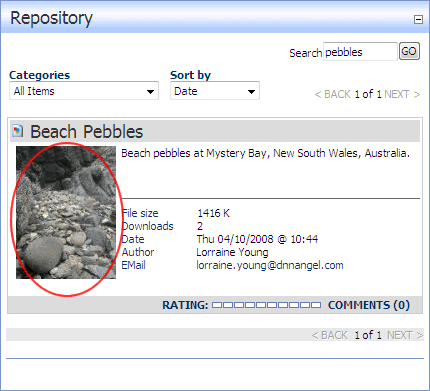 Repository
Search pebbles GO
Categories Sort by
All Items Date < BACK 1 of 1 NEXT >
Beach Pebbles
Beach pebbles at Mystery Bay, New South Wales, Australia.
File size 1416 K
Downloads 2
Date Thu 04/10/2008 @ 10:44
Author Lorraine Young
EMail lorraine.young@dnnangel.com
RATING: COMMENTS (0)
< BACK 1 of 1 NEXT >